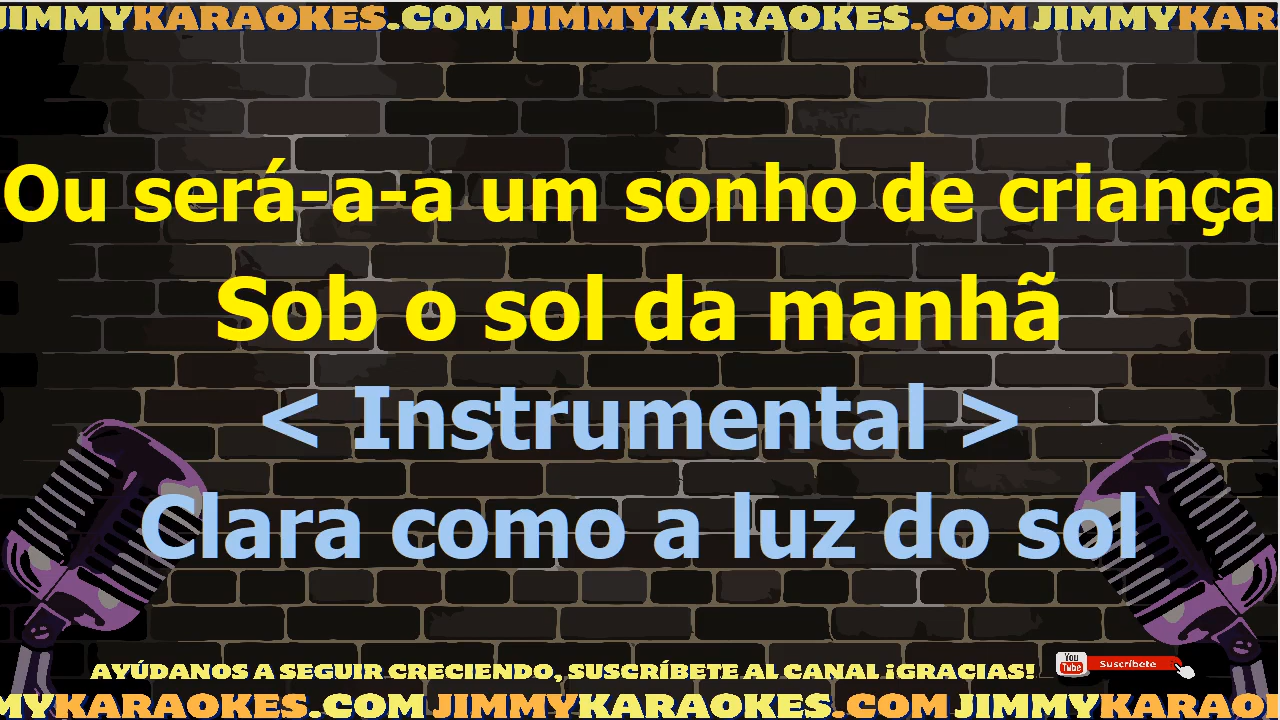 JIMMYKARAOKES.COM JIMMYKARAOKES.COM JIMMYKAR
Ou será-a-a um sonho de criança
Sob o sol da manhã
< Instrumental >
Clara como a luz do sol
AYÚDANOS A SEGUIR CRECIENDO, SUSCRÍBETE AL CANAL ¡GRACIAS!
You Tube Suscríbete
MYKARAOKES.COM JIMMYKARAOKES.COM JIMMYKARAOK